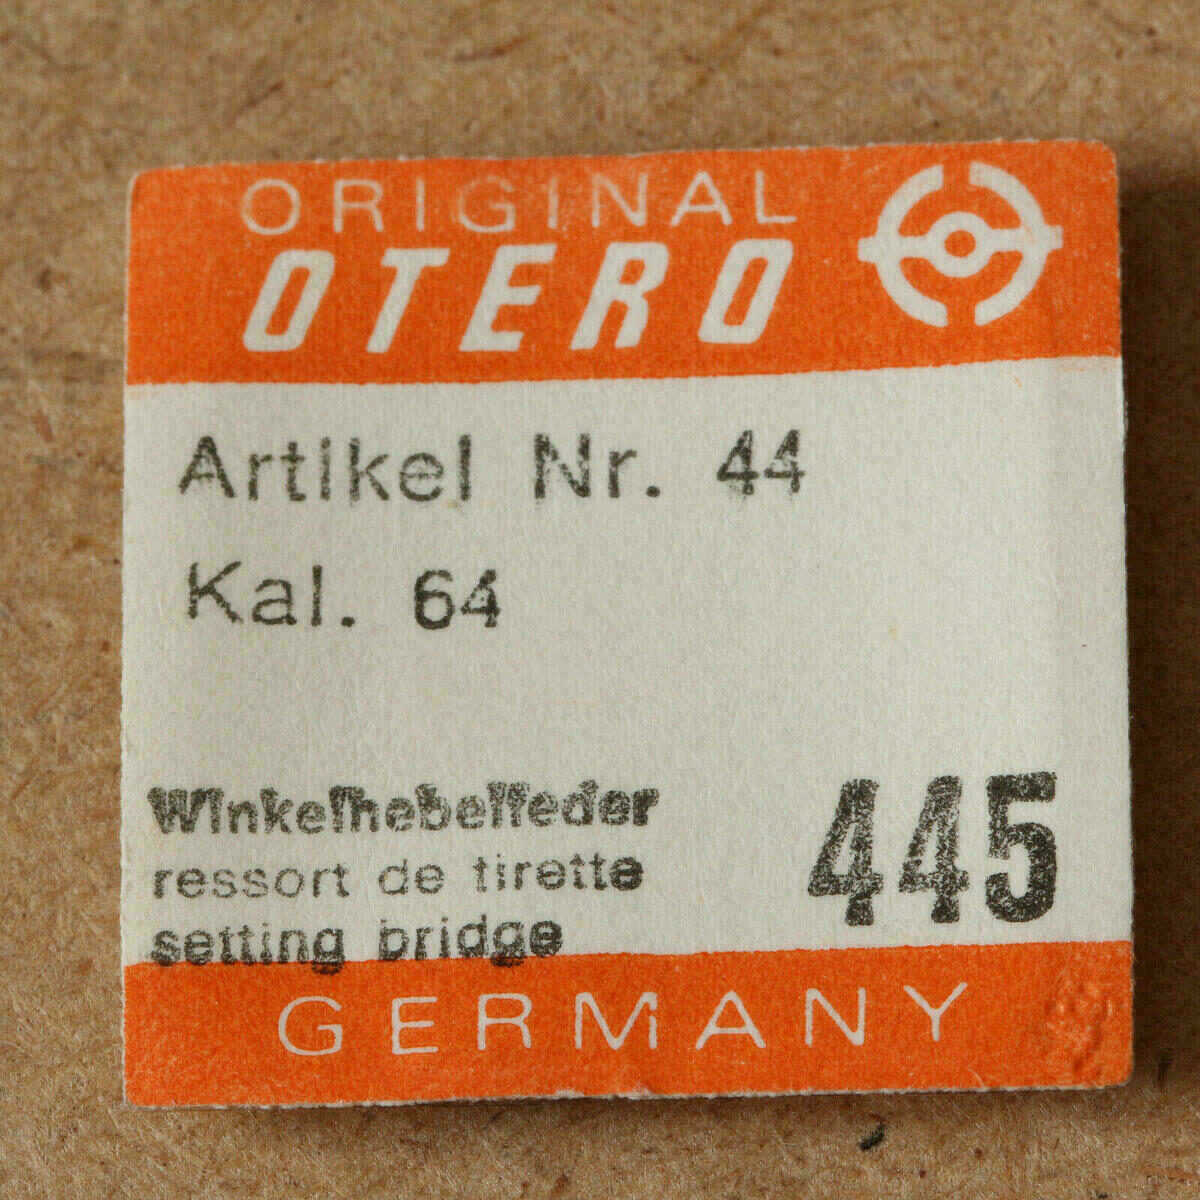 ORIGINAL
OTERO
Artikel Nr. 44
Kal. 64
Winkelhebelfeder
ressort de tirette
setting bridge
445
GERMANY